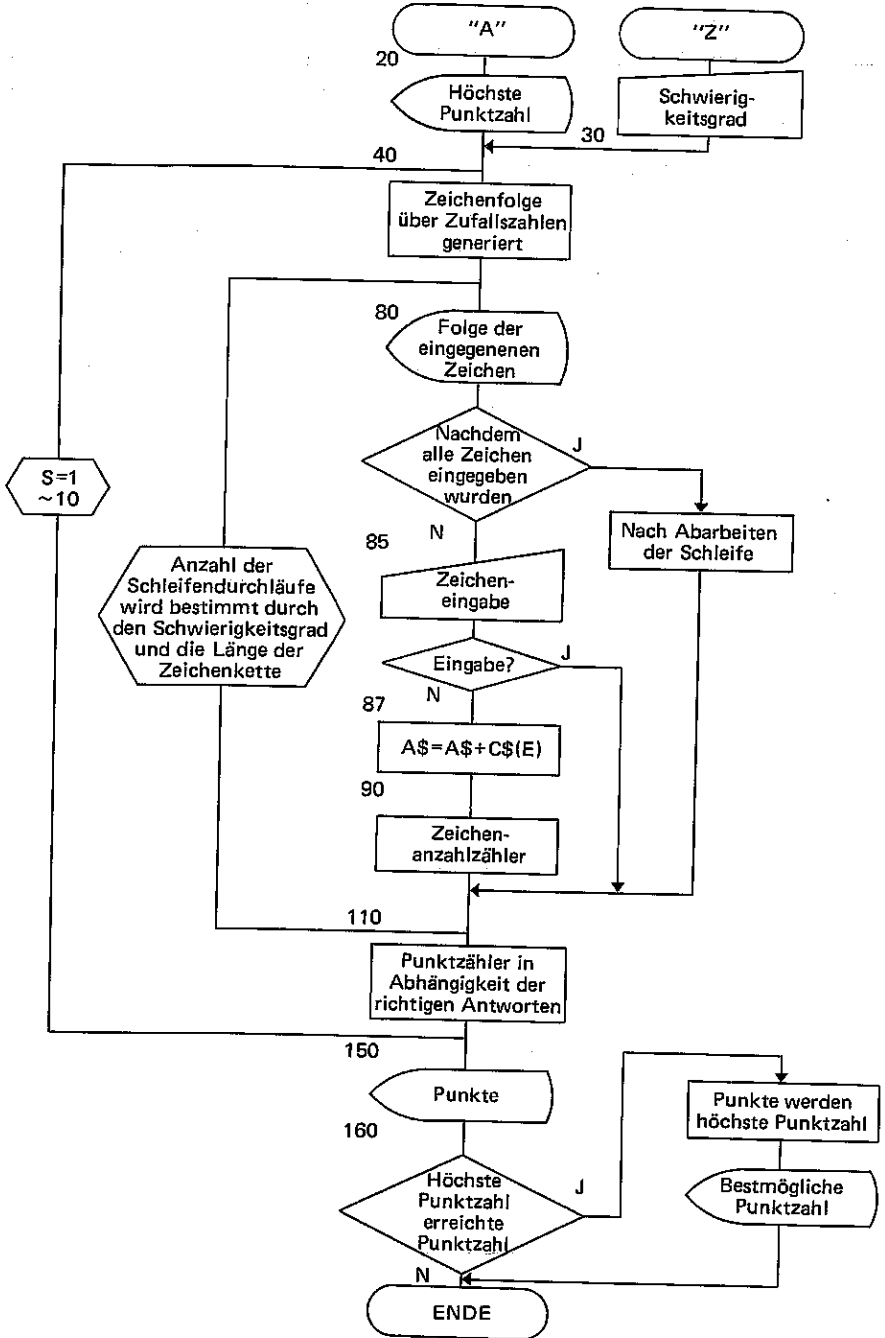 "A"
"Z"
20
Höchste
Punktzahl
Schwierig-
keitsgrad
30
40
Zeichenfolge
über Zufallszahlen
generiert
80
Folge der
eingegenenen
Zeichen
Nachdem
alle Zeichen
eingegeben
wurden
J
N
S=1
~10
Nach Abarbeiten
der Schleife
85
Zeichen-
eingabe
Anzahl der
Schleifendurchläufe
wird bestimmt durch
den Schwierigkeitsgrad
und die Länge der
Zeichenkette
Eingabe?
J
N
87
A$=A$+C$(E)
90
Zeichen-
anzahlzähler
110
Punktzähler in
Abhängigkeit der
richtigen Antworten
150
Punkte
160
Punkte werden
höchste Punktzahl
Höchste
Punktzahl
erreichte
Punktzahl
J
Bestmögliche
Punktzahl
N
ENDE